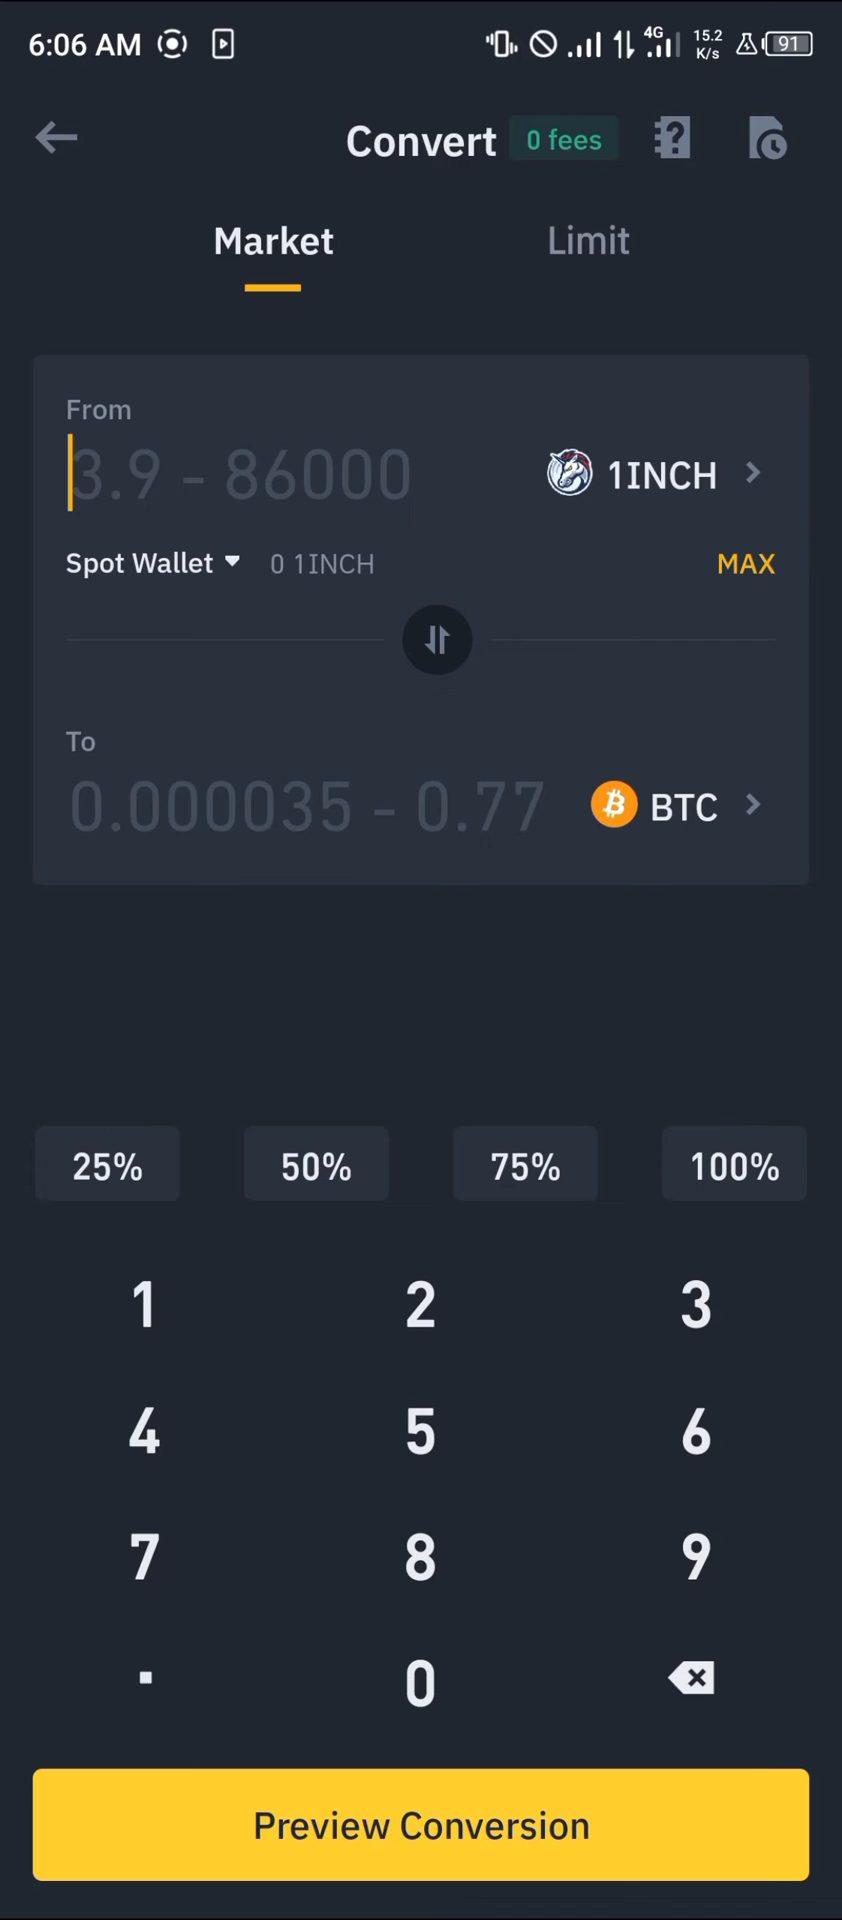 6:06 AM 4G 15.2 K/s 91
Convert 0 fees
Market Limit
From
3.9 - 86000 1INCH
Spot Wallet 0 1INCH MAX
To
0.000035 - 0.77 BTC
25% 50% 75% 100%
1 2 3
4 5 6
7 8 9
. 0
Preview Conversion